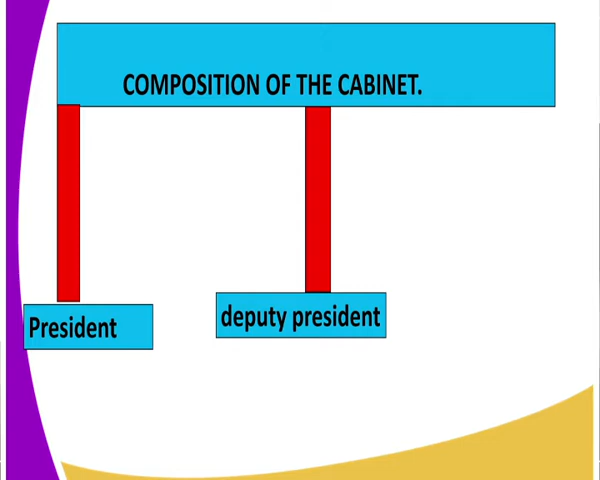 COMPOSITION OF THE CABINET.
President
deputy president